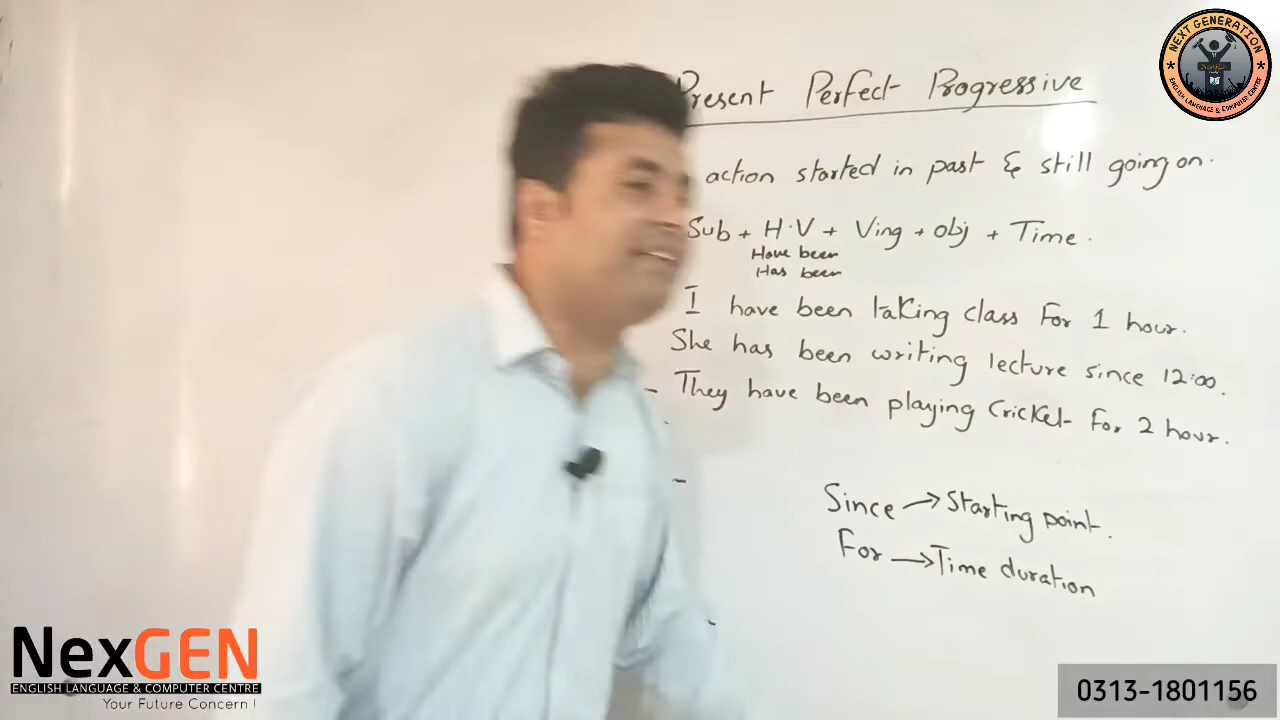 Present Perfect Progressive
action started in past & still going on.
Sub + H.V + Ving + obj + Time.
Have been
Has been
I have been taking class For 1 hour.
She has been writing lecture since 12:00.
- They have been playing Cricket For 2 hour.
-
Since → Starting point.
For → Time duration
NEXT GENERATION
ENGLISH LANGUAGE & COMPUTER CENTRE
NexGEN
ENGLISH LANGUAGE & COMPUTER CENTRE
Your Future Concern !
0313-1801156